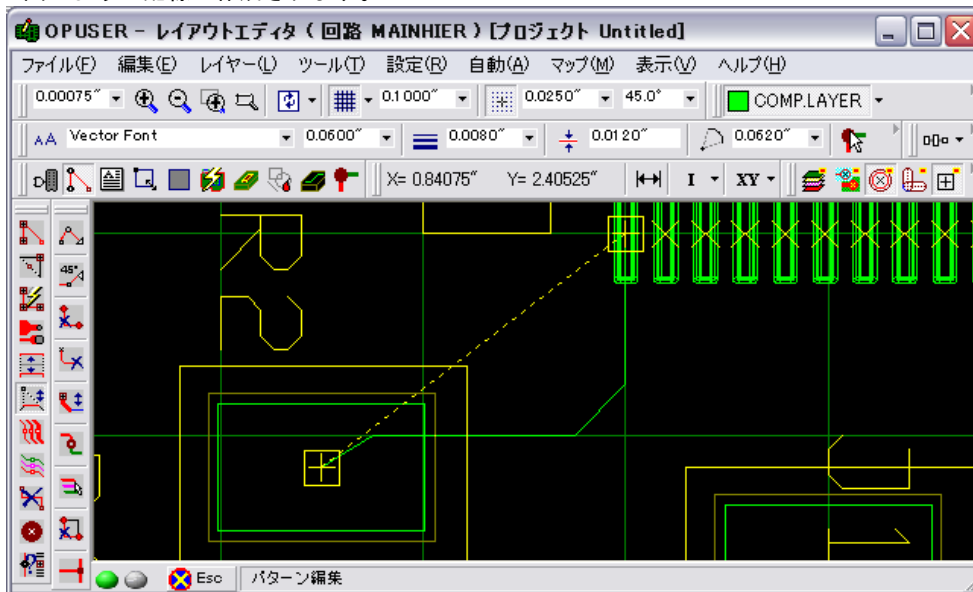 OPUSER - レイアウトエディタ ( 回路 MAINHIER ) [プロジェクト Untitled]
ファイル(F) 編集(E) レイヤー(L) ツール(T) 設定(R) 自動(A) マップ(M) 表示(V) ヘルプ(H)
0.00075" 0.1000" 0.0250" 45.0° COMP.LAYER
AA Vector Font 0.0600" 0.0080" 0.0120" 0.0620"
X= 0.84075" Y= 2.40525" I XY
45°
R
2
1
Esc パターン編集